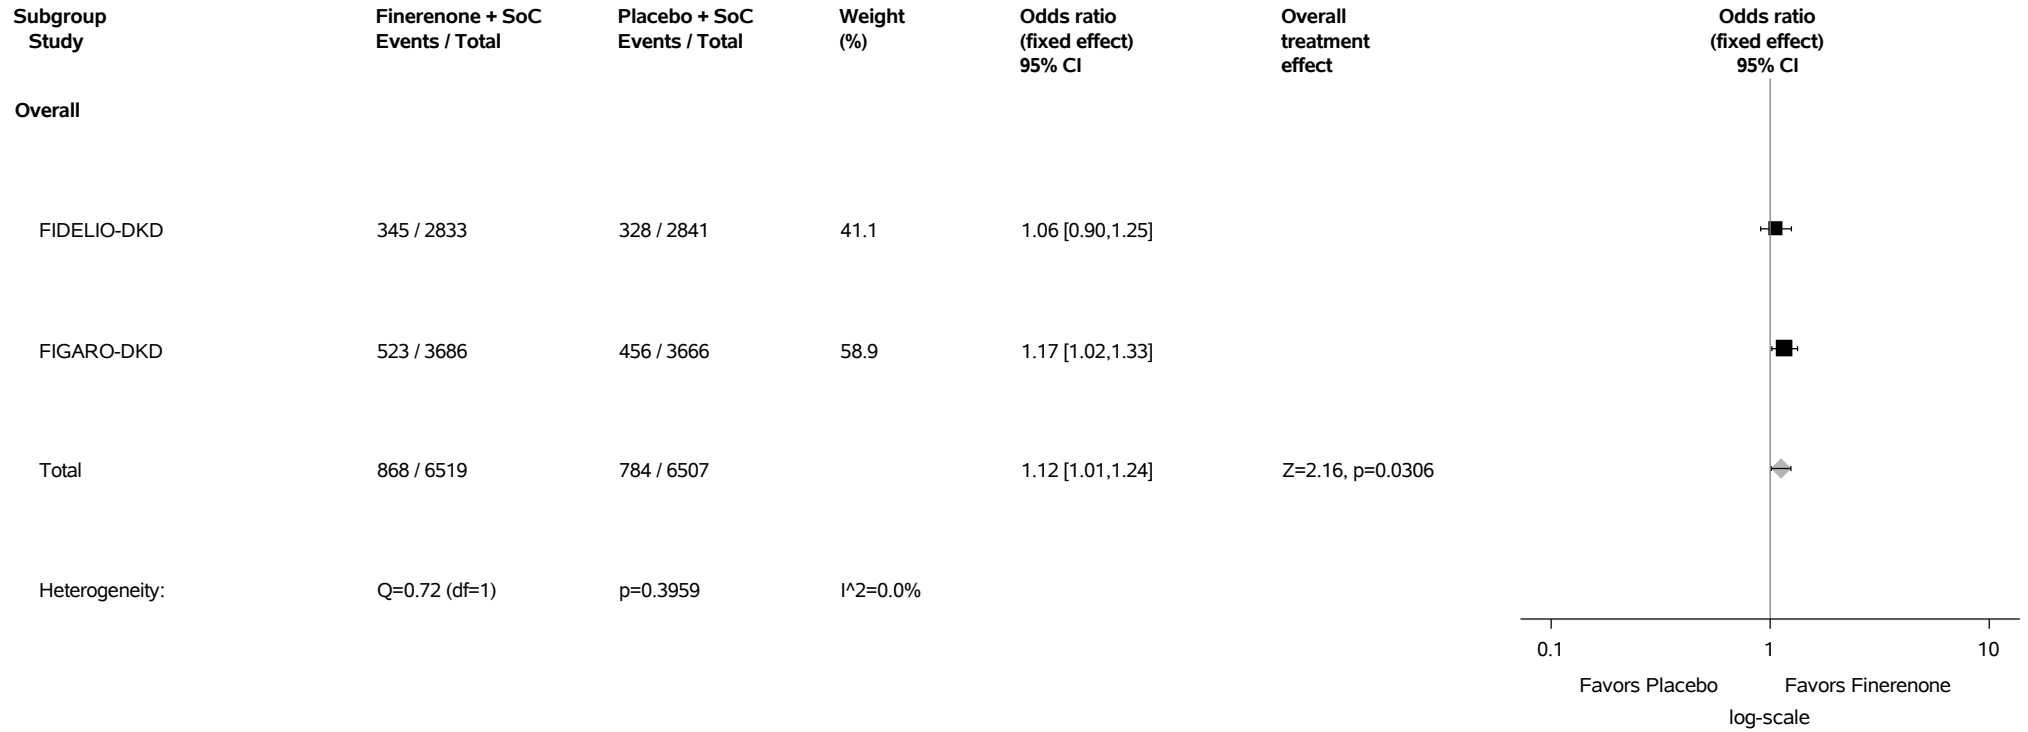 Subgroup Finerenone + SoC Placebo + SoC Weight Odds ratio Overall Odds ratio
Study Events / Total Events / Total (%) (fixed effect) treatment (fixed effect)
95% CI effect 95% CI
Overall
FIDELIO-DKD 345 / 2833 328 / 2841 41.1 1.06 [0.90,1.25]
FIGARO-DKD 523 / 3686 456 / 3666 58.9 1.17 [1.02,1.33]
Total 868 / 6519 784 / 6507 1.12 [1.01,1.24] Z=2.16, p=0.0306
Heterogeneity: Q=0.72 (df=1) p=0.3959 I^2=0.0%
0.1 1 10
Favors Placebo Favors Finerenone
log-scale